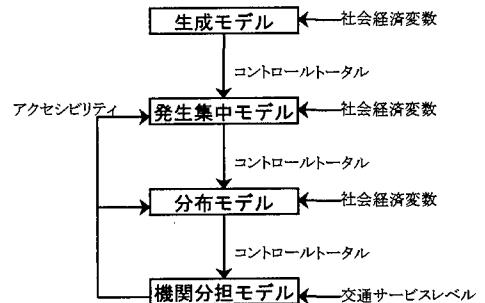 生成モデル
社会経済変数
コントロールトータル
アクセシビリティ
発生集中モデル
社会経済変数
コントロールトータル
分布モデル
社会経済変数
コントロールトータル
機関分担モデル
交通サービスレベル